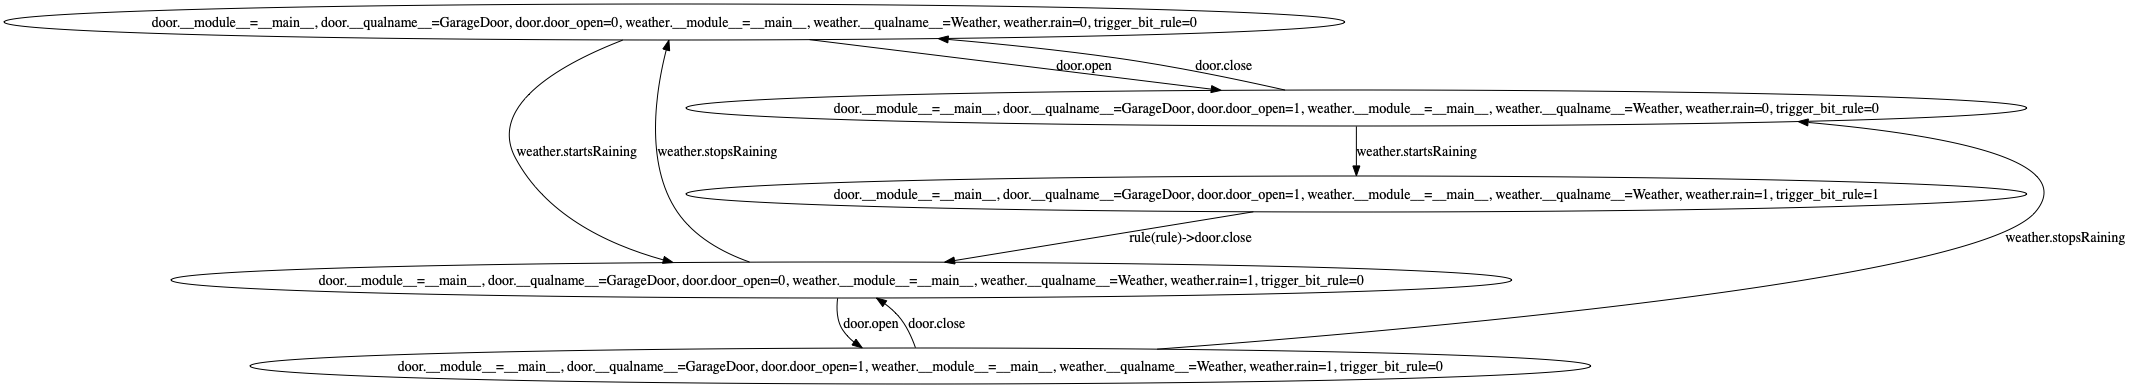 door.__module__=__main__, door.__qualname__=GarageDoor, door.door_open=0, weather.__module__=__main__, weather.__qualname__=Weather, weather.rain=0, trigger_bit_rule=0
door.open
door.close
door.__module__=__main__, door.__qualname__=GarageDoor, door.door_open=1, weather.__module__=__main__, weather.__qualname__=Weather, weather.rain=0, trigger_bit_rule=0
weather.startsRaining
weather.stopsRaining
weather.startsRaining
door.__module__=__main__, door.__qualname__=GarageDoor, door.door_open=1, weather.__module__=__main__, weather.__qualname__=Weather, weather.rain=1, trigger_bit_rule=1
rule(rule)->door.close
weather.stopsRaining
door.__module__=__main__, door.__qualname__=GarageDoor, door.door_open=0, weather.__module__=__main__, weather.__qualname__=Weather, weather.rain=1, trigger_bit_rule=0
door.open
door.close
door.__module__=__main__, door.__qualname__=GarageDoor, door.door_open=1, weather.__module__=__main__, weather.__qualname__=Weather, weather.rain=1, trigger_bit_rule=0